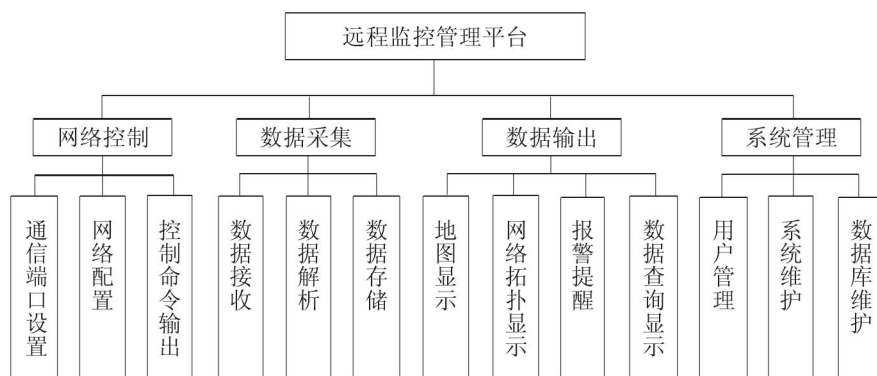 远程监控管理平台
网络控制
数据采集
数据输出
系统管理
通信端口设置
网络配置
控制命令输出
数据接收
数据解析
数据存储
地图显示
网络拓扑显示
报警提醒
数据查询显示
用户管理
系统维护
数据库维护